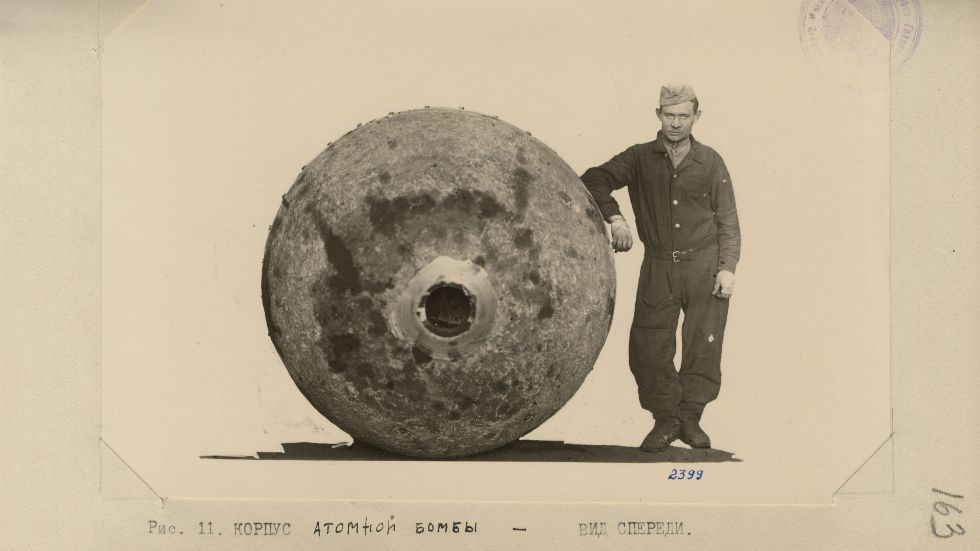 2399
Рис. 11. КОРПУС АТОМНОЙ БОМБЫ — ВИД СПЕРЕДИ.
163